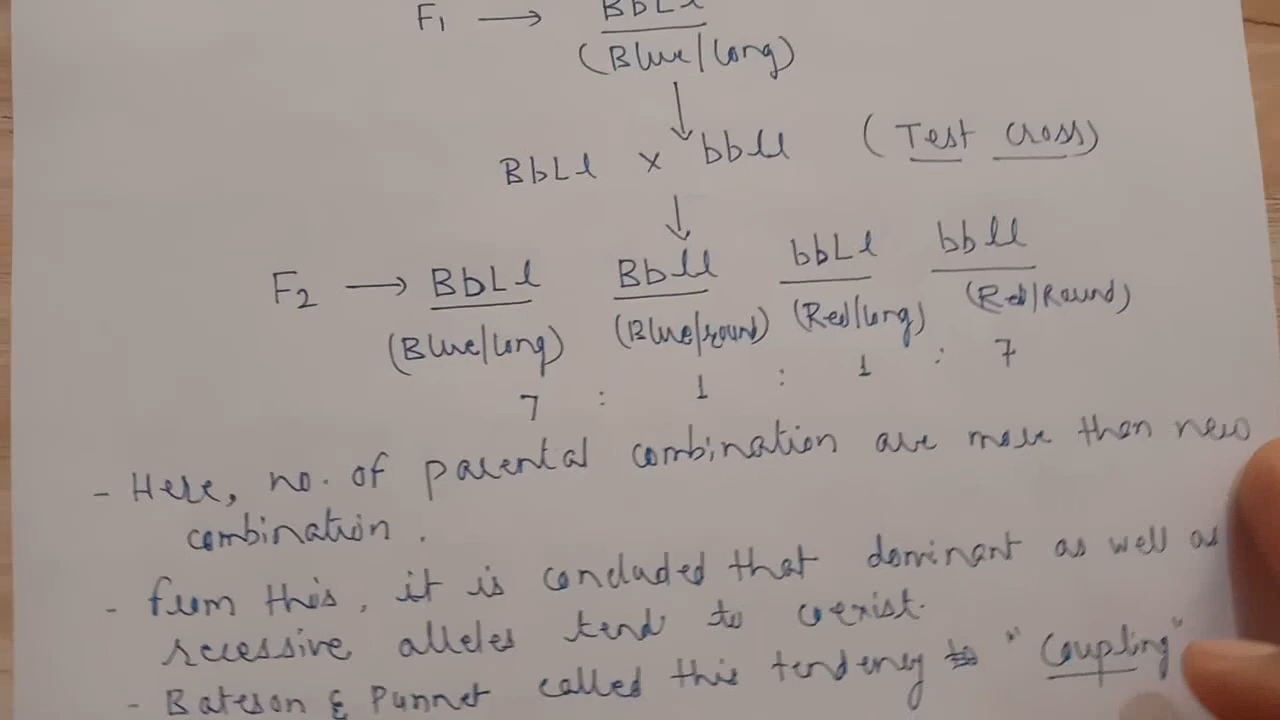 F1 → BbLl
(Blue/Long)
BbLl x bbll (Test cross)
F2 → BbLl Bbll bbLl bbll
(Blue/Long) (Blue/round) (Red/Long) (Red/Round)
7 : 1 : 1 : 7
- Here, no. of parental combination are more than new
combination.
- from this, it is concluded that dominant as well as
recessive alleles tend to coexist.
- Bateson & Punnet called this tendency "Coupling"